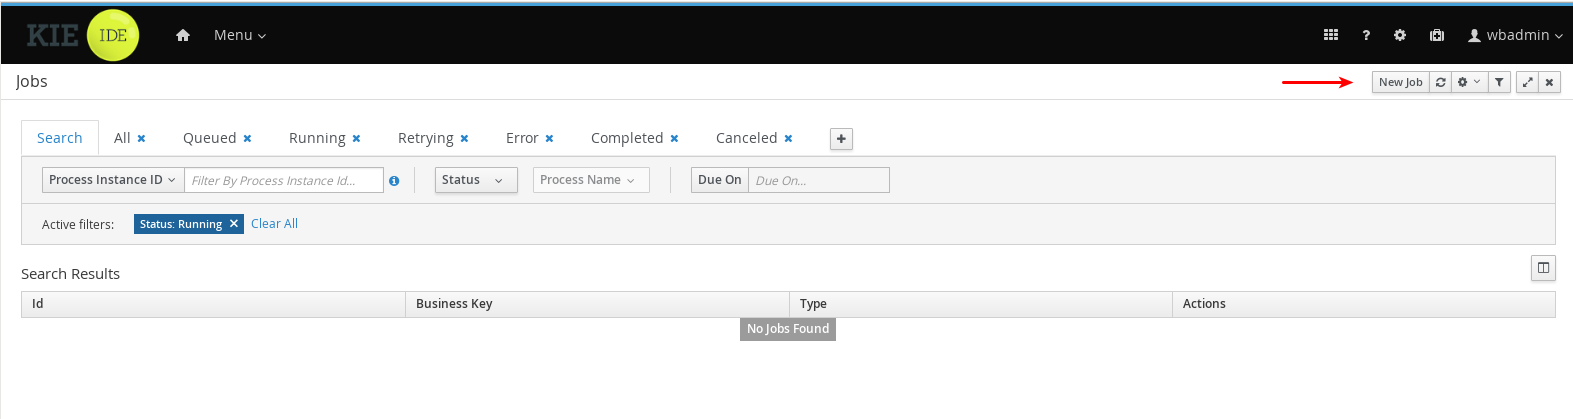 KIE IDE Menu ? wbadmin
Jobs New Job
Search All Queued Running Retrying Error Completed Canceled
Process Instance ID Filter By Process Instance Id... Status Process Name Due On Due On...
Active filters: Status: Running Clear All
Search Results
Id Business Key Type Actions
No Jobs Found